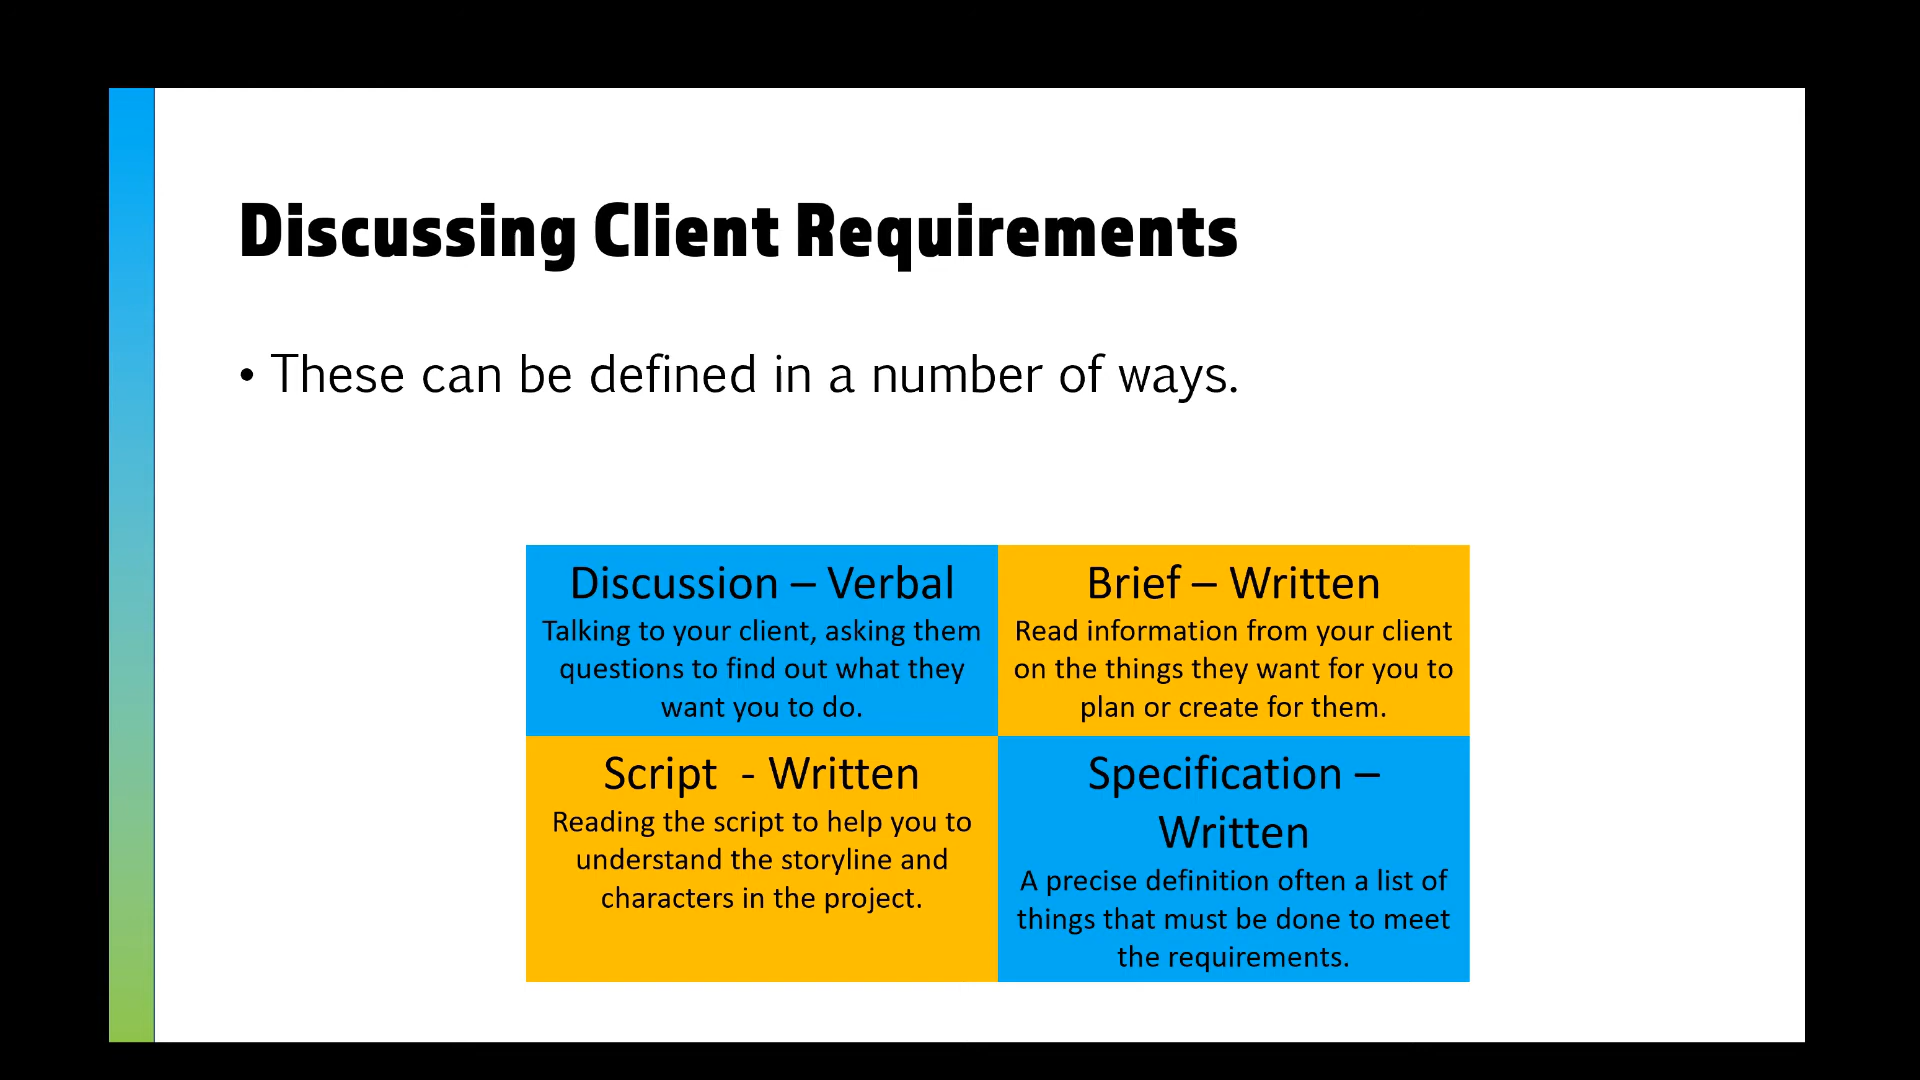 Discussing Client Requirements
• These can be defined in a number of ways.
Discussion – Verbal
Talking to your client, asking them
questions to find out what they
want you to do.
Brief – Written
Read information from your client
on the things they want for you to
plan or create for them.
Script - Written
Reading the script to help you to
understand the storyline and
characters in the project.
Specification –
Written
A precise definition often a list of
things that must be done to meet
the requirements.